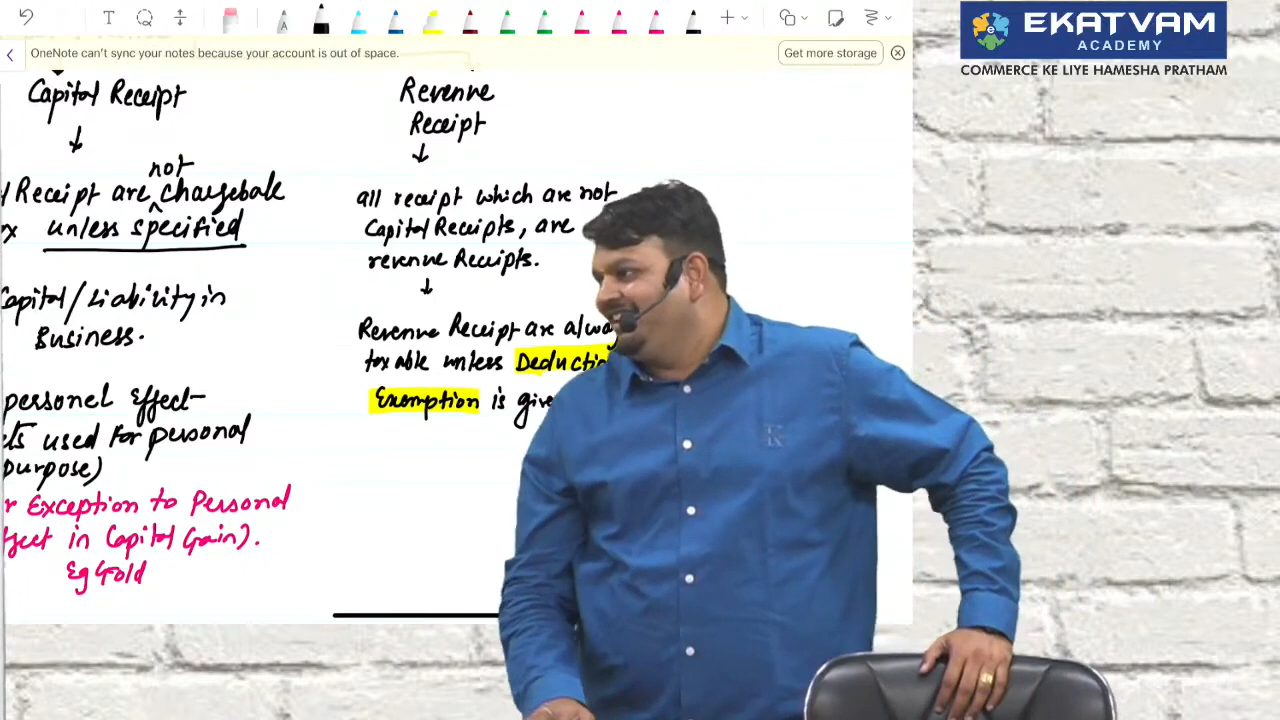 OneNote can't sync your notes because your account is out of space.
Get more storage
EKATVAM
ACADEMY
COMMERCE KE LIYE HAMESHA PRATHAM
Capital Receipt
not
Receipt are chargebale
unless specified
Capital/Liability in
Business.
personel Effect-
used for personal
purpose)
Exception to Personal
in Capital Gain).
Eg Gold
Revenue
Receipt
all receipt which are not
Capital Receipts, are
revenue Receipts.
Revenue Receipt are alwa
taxable unless Deductio
Exemption is give